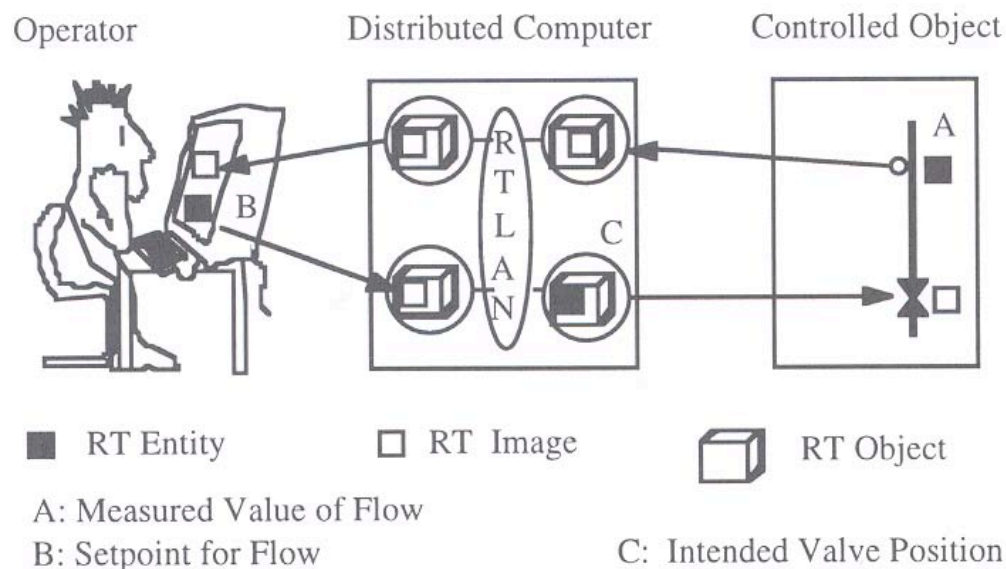 Operator Distributed Computer Controlled Object
A
B
RTLAN
C
RT Entity RT Image RT Object
A: Measured Value of Flow
B: Setpoint for Flow C: Intended Valve Position